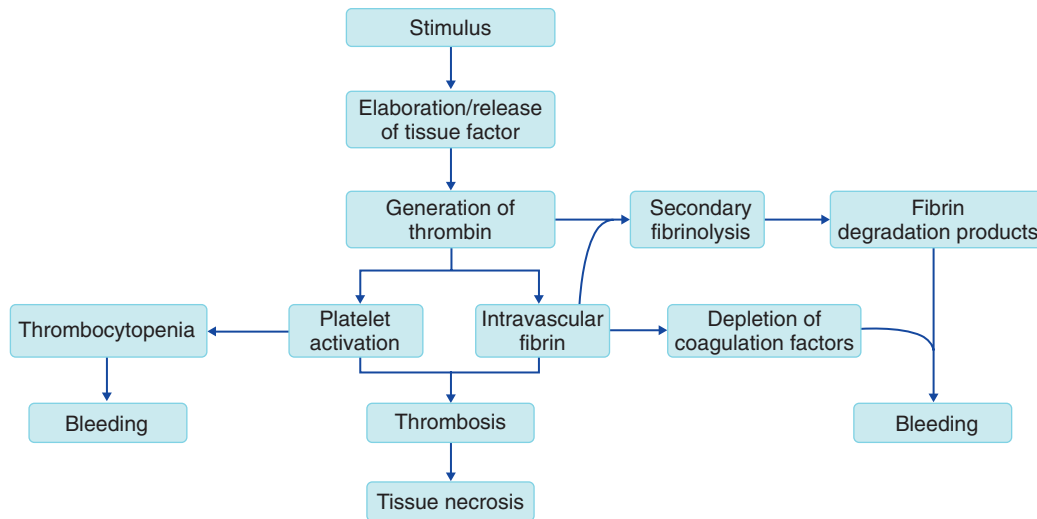 Stimulus
Elaboration/release
of tissue factor
Generation of
thrombin
Secondary
fibrinolysis
Fibrin
degradation products
Thrombocytopenia
Platelet
activation
Intravascular
fibrin
Depletion of
coagulation factors
Bleeding
Thrombosis
Bleeding
Tissue necrosis